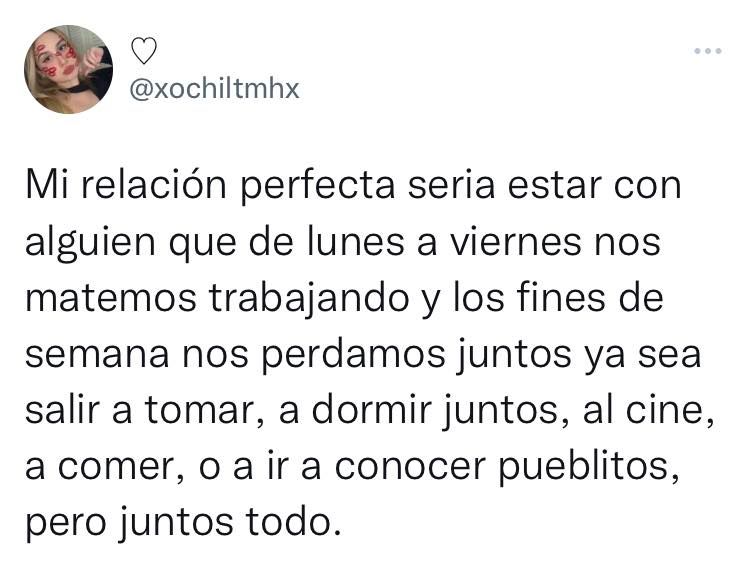 ♡
@xochiltmhx
Mi relación perfecta seria estar con
alguien que de lunes a viernes nos
matemos trabajando y los fines de
semana nos perdamos juntos ya sea
salir a tomar, a dormir juntos, al cine,
a comer, o a ir a conocer pueblitos,
pero juntos todo.